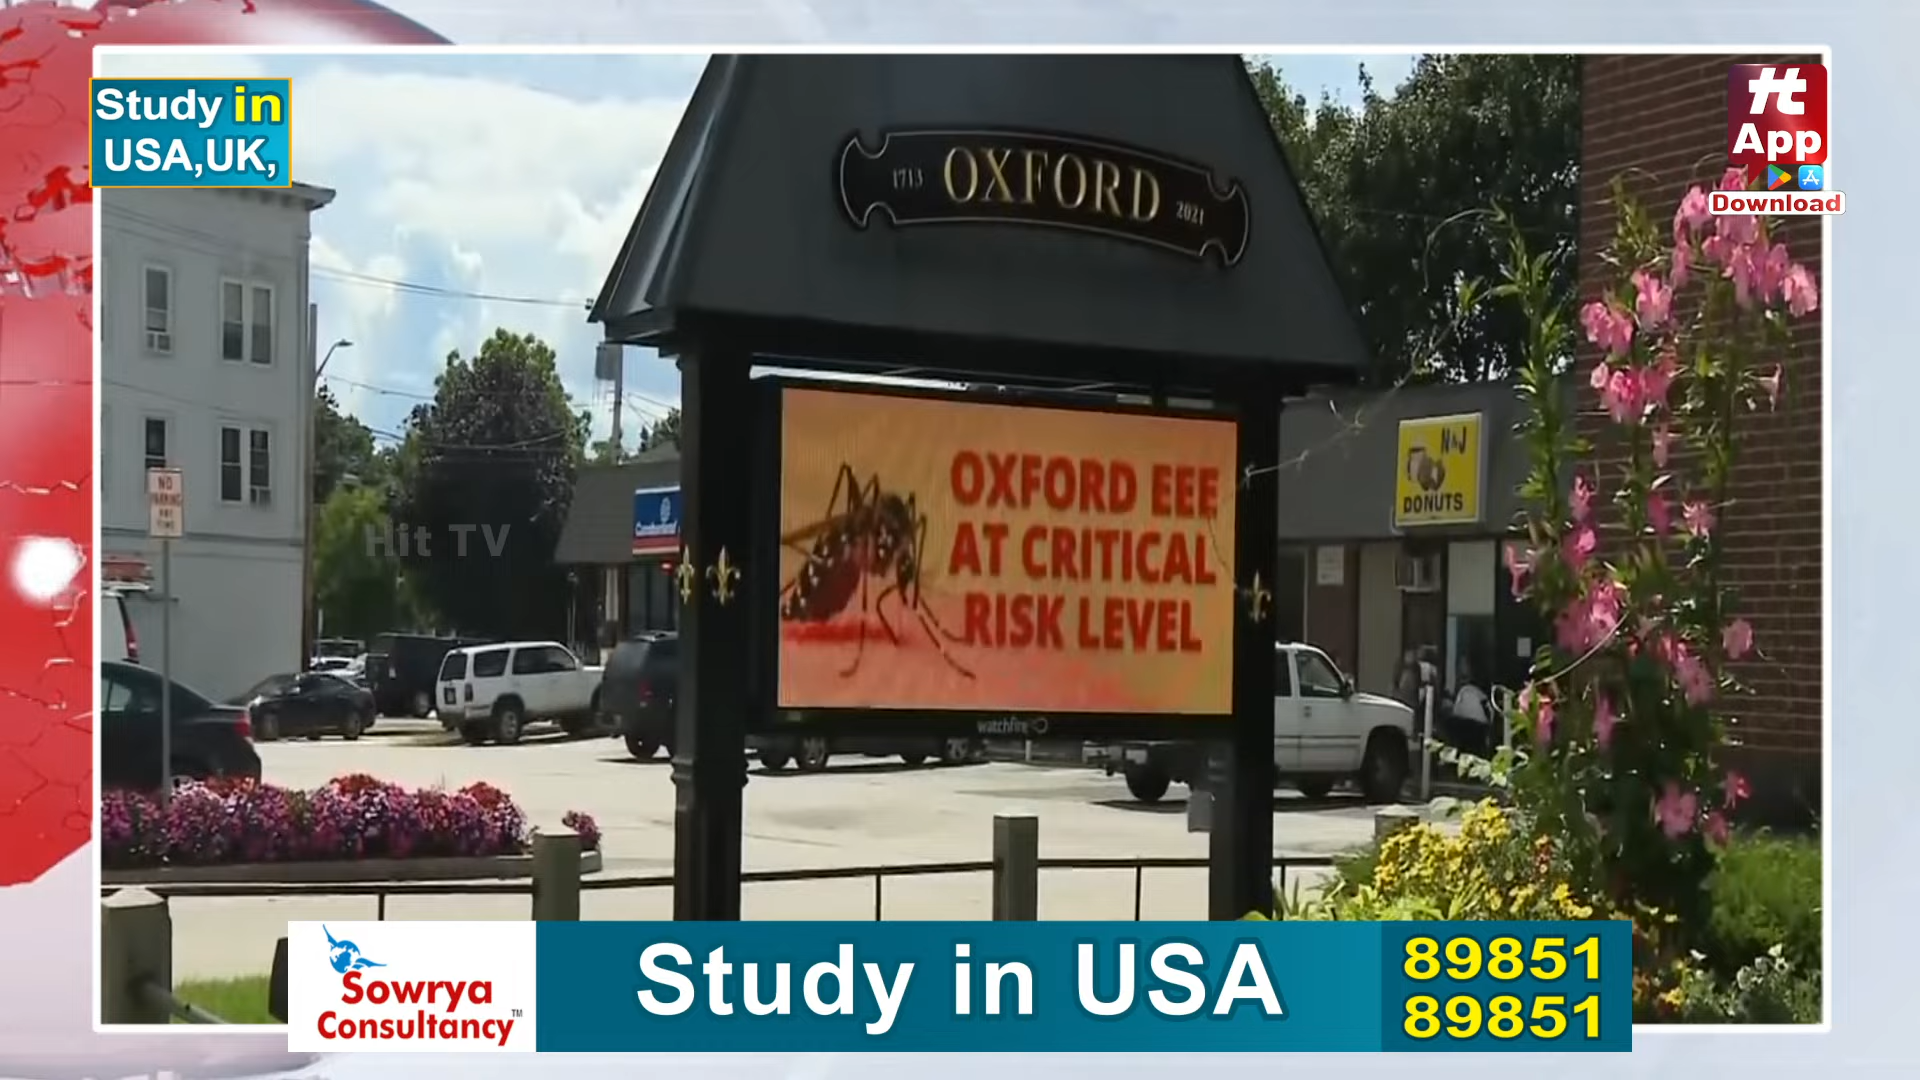 Study in
USA,UK,
App
Download
1713 OXFORD 2021
OXFORD EEE
AT CRITICAL
RISK LEVEL
watchfire
N&J
DONUTS
NO
PARKING
ANY
TIME
Hit TV
Sowrya
Consultancy™
Study in USA
89851
89851